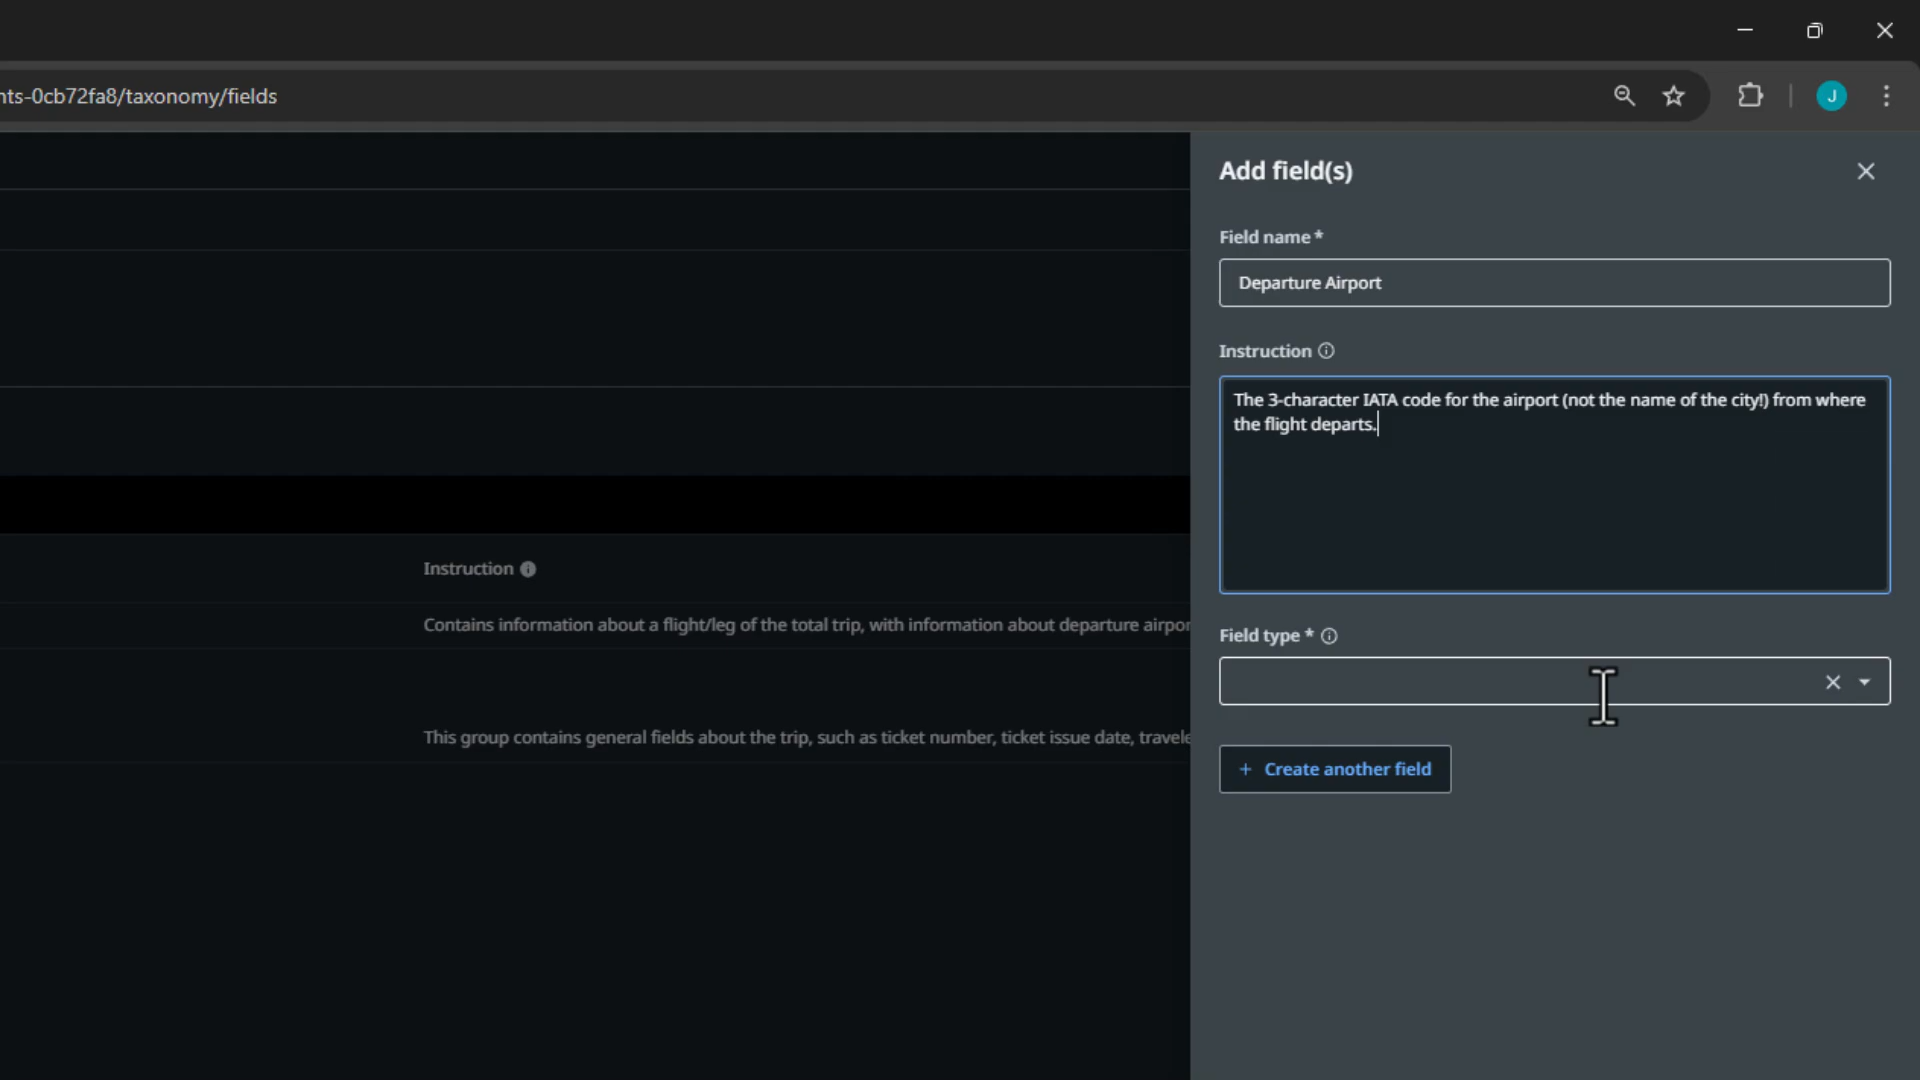 nts-0cb72fa8/taxonomy/fields
J
Add field(s)
Field name *
Departure Airport
Instruction
The 3-character IATA code for the airport (not the name of the city!) from where
the flight departs.
Field type *
+ Create another field
Instruction
Contains information about a flight/leg of the total trip, with information about departure airpor
This group contains general fields about the trip, such as ticket number, ticket issue date, travele